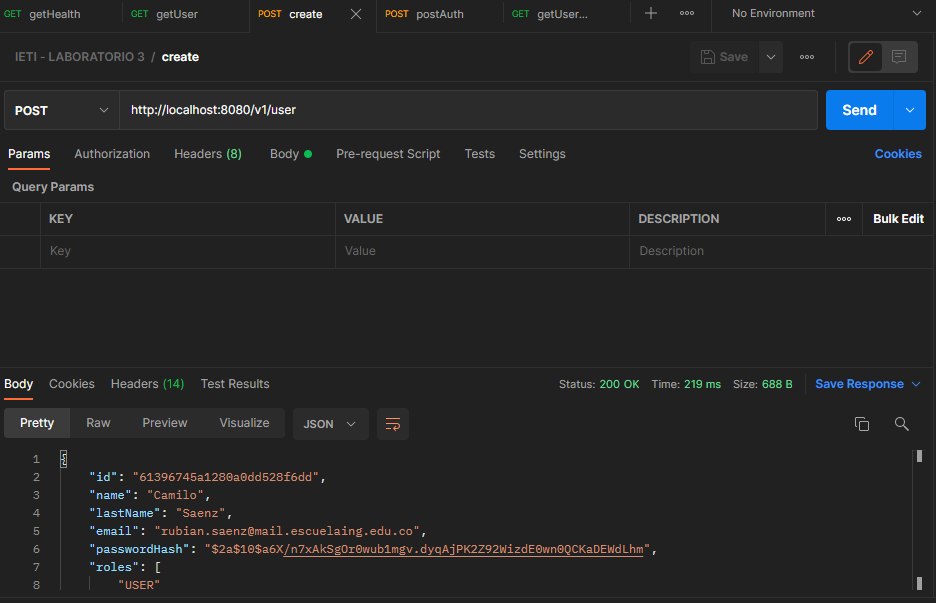 GET getHealth GET getUser POST create POST postAuth GET getUser... No Environment
IETI - LABORATORIO 3 / create Save
POST http://localhost:8080/v1/user Send
Params Authorization Headers (8) Body Pre-request Script Tests Settings Cookies
Query Params
KEY VALUE DESCRIPTION Bulk Edit
Key Value Description
Body Cookies Headers (14) Test Results Status: 200 OK Time: 219 ms Size: 688 B Save Response
Pretty Raw Preview Visualize JSON
1 {
2 "id": "61396745a1280a0dd528f6dd",
3 "name": "Camilo",
4 "lastName": "Saenz",
5 "email": "rubian.saenz@mail.escuelaing.edu.co",
6 "passwordHash": "$2a$10$a6X/n7xAkSgOr0wub1mgv.dyqAjPK2Z92WizdE0wn0QCKaDEWdLhm",
7 "roles": [
8 "USER"